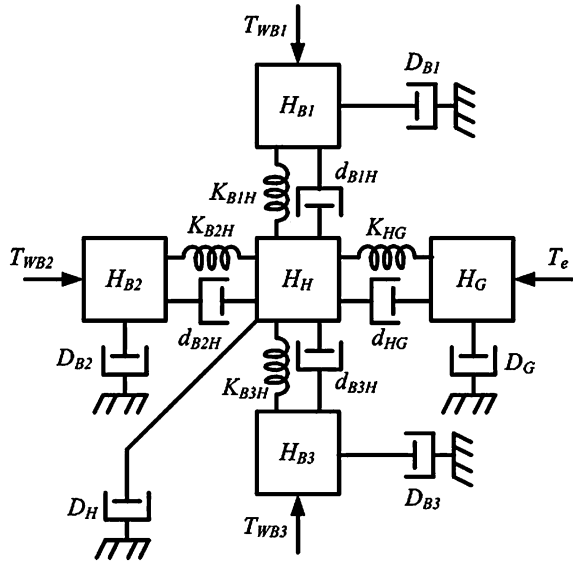 T_WB1
D_B1
H_B1
d_B1H
K_B1H
K_B2H
K_HG
T_WB2
H_B2
H_H
H_G
T_e
d_B2H
d_HG
D_B2
K_B3H
d_B3H
D_G
H_B3
D_H
D_B3
T_WB3